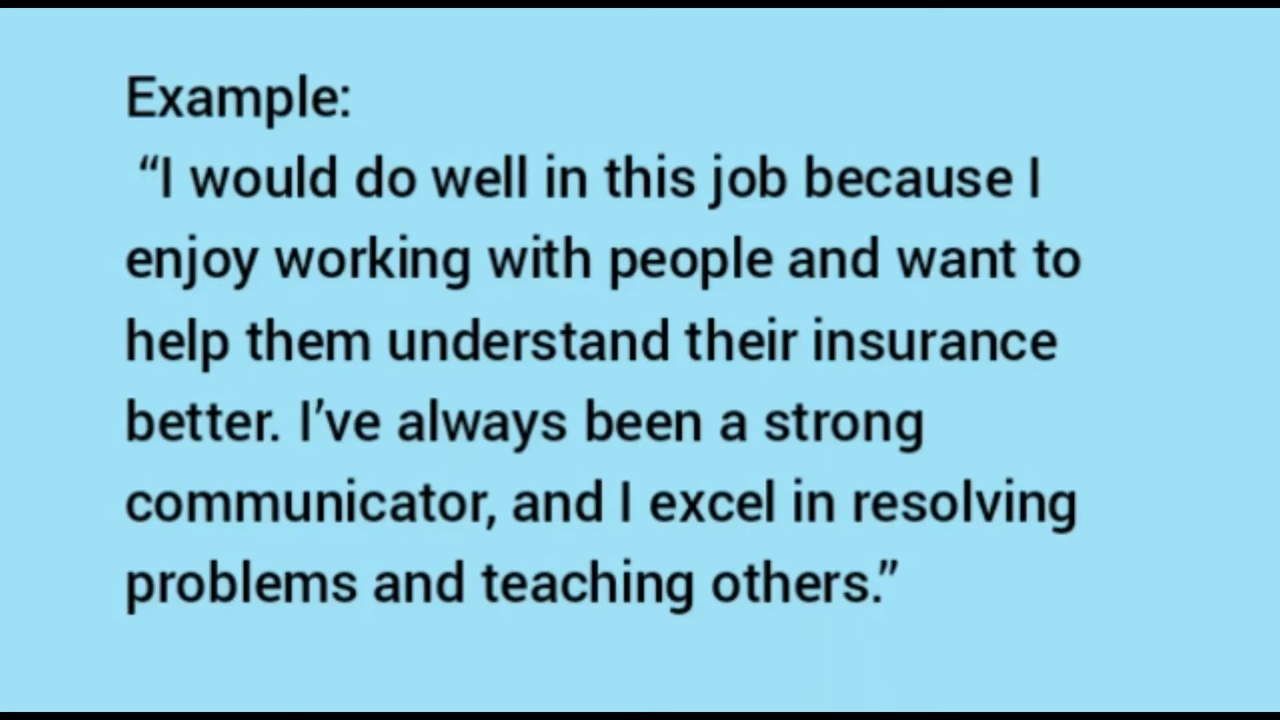 Example:
“I would do well in this job because I
enjoy working with people and want to
help them understand their insurance
better. I’ve always been a strong
communicator, and I excel in resolving
problems and teaching others.”